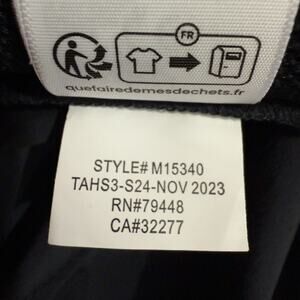 FR
quefairedemesdechets.fr
STYLE# M15340
TAHS3-S24-NOV 2023
RN#79448
CA#32277